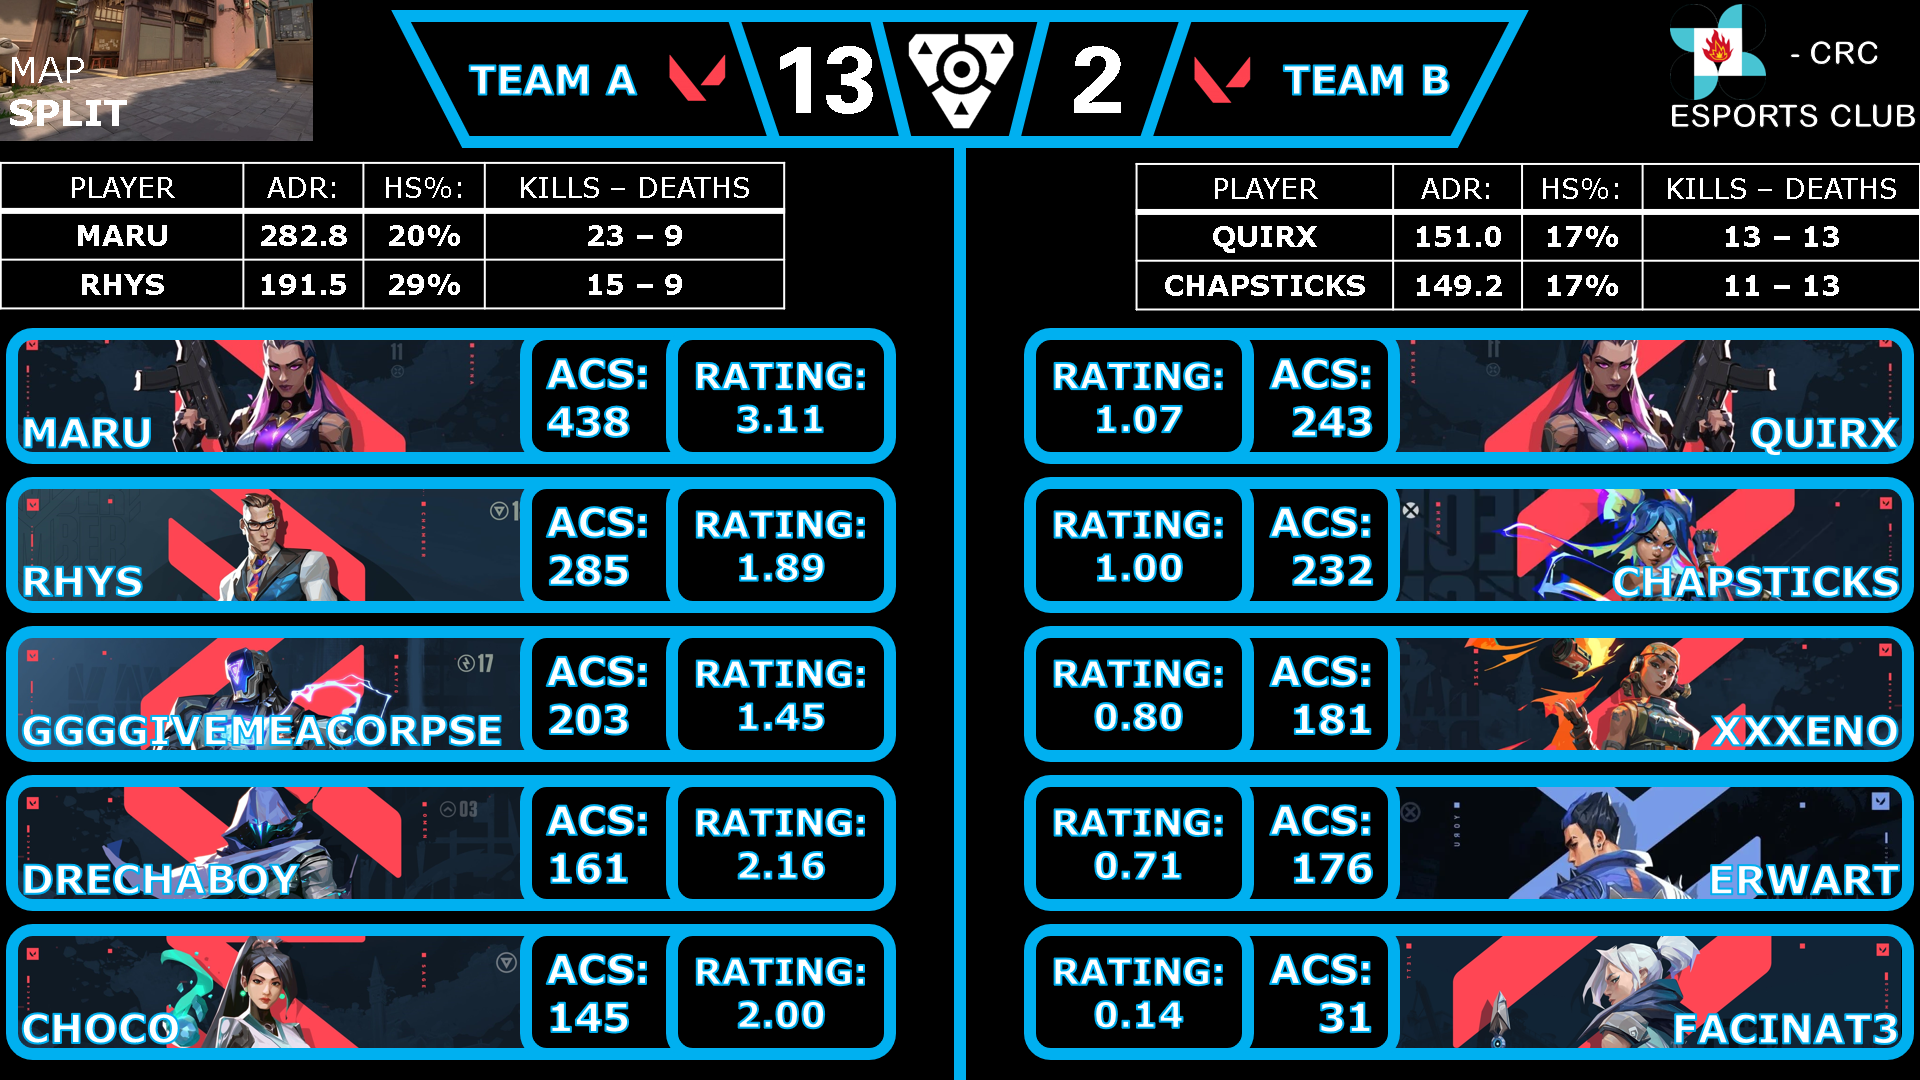 MAP
SPLIT
TEAM A
13
2
TEAM B
- CRC
ESPORTS CLUB
PLAYER ADR: HS%: KILLS – DEATHS
MARU 282.8 20% 23 – 9
RHYS 191.5 29% 15 – 9
PLAYER ADR: HS%: KILLS – DEATHS
QUIRX 151.0 17% 13 – 13
CHAPSTICKS 149.2 17% 11 – 13
MARU
ACS:
438
RATING:
3.11
RHYS
ACS:
285
RATING:
1.89
17
GGGGIVEMEACORPSE
ACS:
203
RATING:
1.45
03
DRECHABOY
ACS:
161
RATING:
2.16
CHOCO
ACS:
145
RATING:
2.00
RATING:
1.07
ACS:
243
QUIRX
RATING:
1.00
ACS:
232
CHAPSTICKS
RATING:
0.80
ACS:
181
XXXENO
RATING:
0.71
ACS:
176
ERWART
RATING:
0.14
ACS:
31
FACINAT3